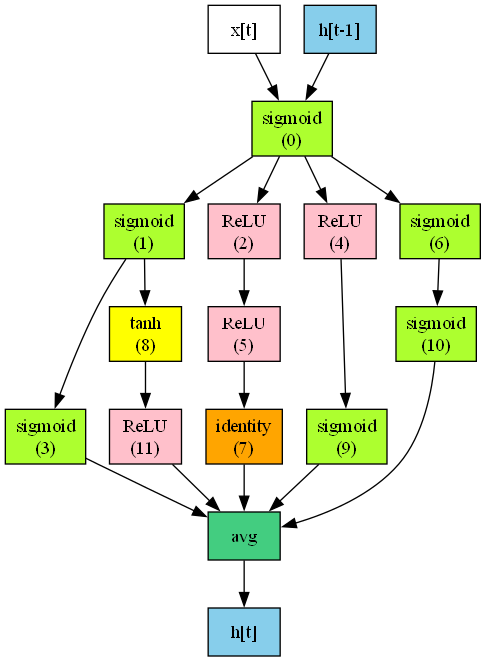 x[t]
h[t-1]
sigmoid
(0)
sigmoid
(1)
ReLU
(2)
ReLU
(4)
sigmoid
(6)
tanh
(8)
ReLU
(5)
sigmoid
(10)
sigmoid
(3)
ReLU
(11)
identity
(7)
sigmoid
(9)
avg
h[t]